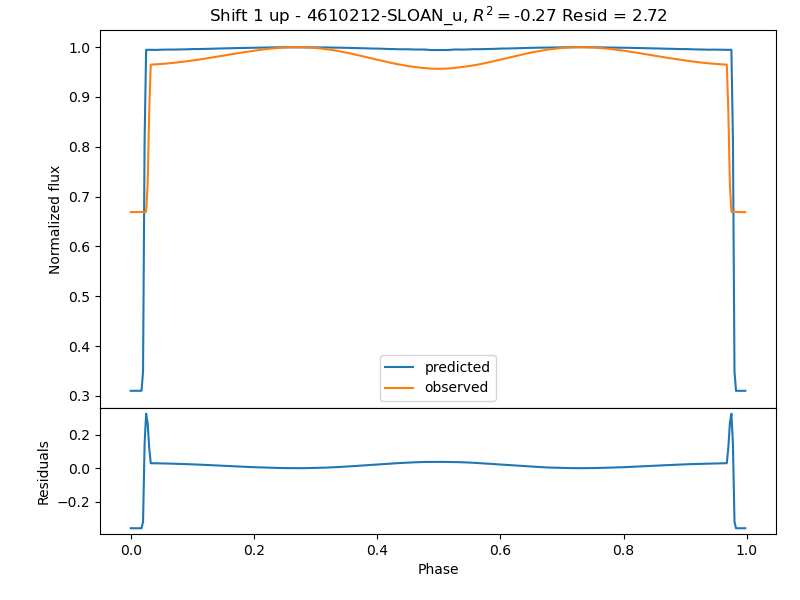 Shift 1 up - 4610212-SLOAN_u, $R^2 = $-0.27 Resid = 2.72
1.0
0.9
0.8
0.7
0.6
0.5
0.4
0.3
Normalized flux
predicted
observed
0.2
0.0
−0.2
Residuals
0.0 0.2 0.4 0.6 0.8 1.0
Phase